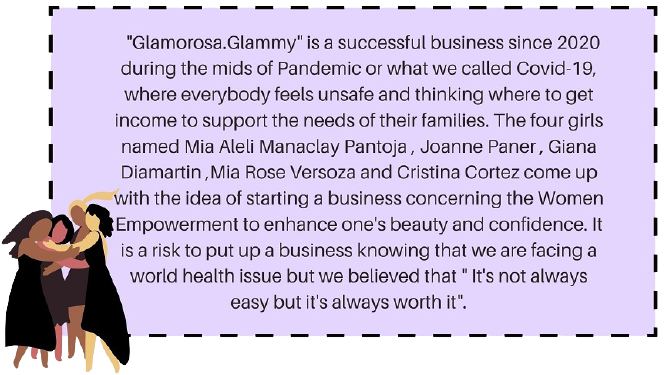 "Glamorosa.Glammy" is a successful business since 2020
during the mids of Pandemic or what we called Covid-19,
where everybody feels unsafe and thinking where to get
income to support the needs of their families. The four girls
named Mia Aleli Manaclay Pantoja , Joanne Paner , Giana
Diamartin ,Mia Rose Versoza and Cristina Cortez come up
with the idea of starting a business concerning the Women
Empowerment to enhance one's beauty and confidence. It
is a risk to put up a business knowing that we are facing a
world health issue but we believed that " It's not always
easy but it's always worth it".